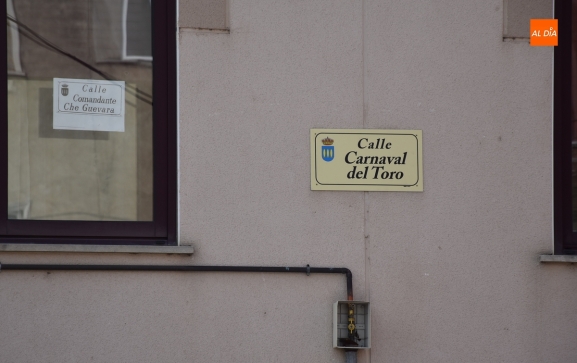 Calle
Comandante
Che Guevara
Calle
Carnaval
del Toro
AL DÍA